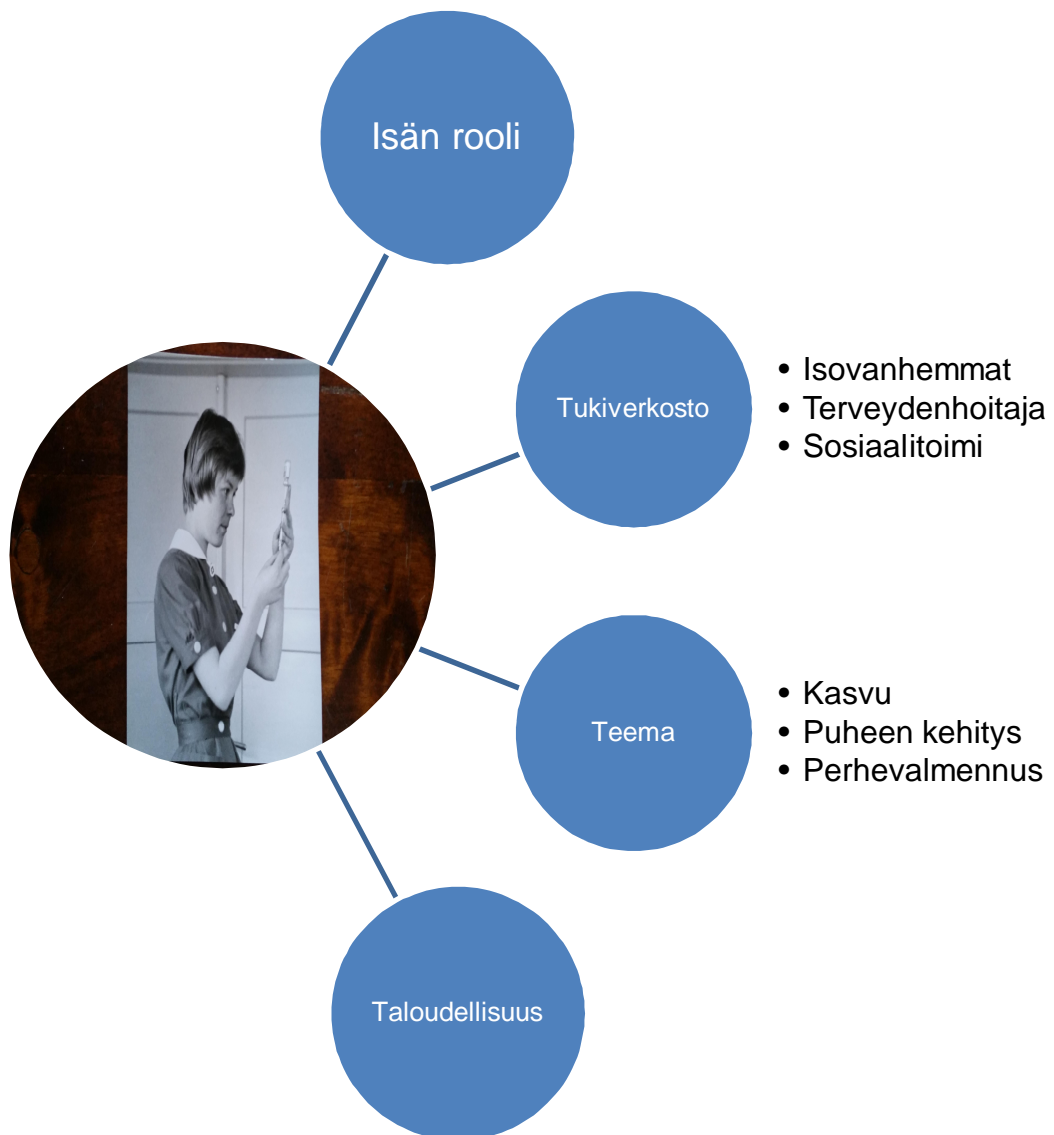 Isän rooli
Tukiverkosto
• Isovanhemmat
• Terveydenhoitaja
• Sosiaalitoimi
Teema
• Kasvu
• Puheen kehitys
• Perhevalmennus
Taloudellisuus